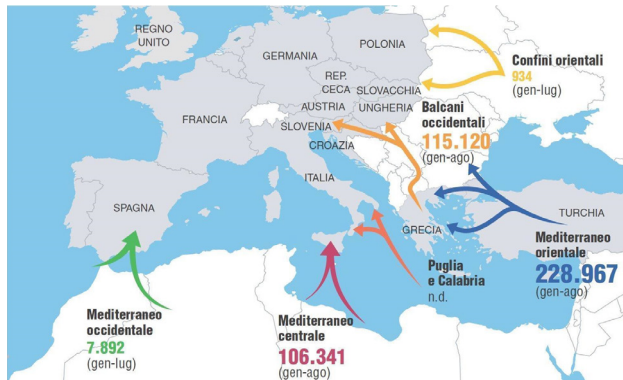 REGNO
UNITO
POLONIA
GERMANIA
Confini orientali
934
(gen-lug)
REP.
CECA
SLOVACCHIA
AUSTRIA
UNGHERIA
Balcani
occidentali
115.120
(gen-ago)
FRANCIA
SLOVENIA
CROAZIA
ITALIA
SPAGNA
TURCHIA
GRECIA
Mediterraneo
orientale
228.967
(gen-ago)
Puglia
e Calabria
n.d.
Mediterraneo
occidentale
7.892
(gen-lug)
Mediterraneo
centrale
106.341
(gen-ago)